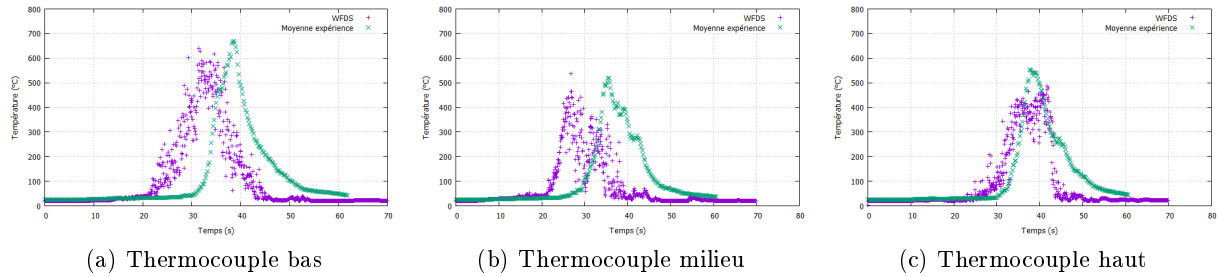 800
700
600
500
400
300
200
100
0
0 10 20 30 40 50 60 70
Température (°C)
Temps (s)
WFDS
Moyenne expérience
(a) Thermocouple bas
800
700
600
500
400
300
200
100
0
0 10 20 30 40 50 60 70 80
Température (°C)
Temps (s)
WFDS
Moyenne expérience
(b) Thermocouple milieu
800
700
600
500
400
300
200
100
0
0 10 20 30 40 50 60 70 80
Température (°C)
Temps (s)
WFDS
Moyenne expérience
(c) Thermocouple haut